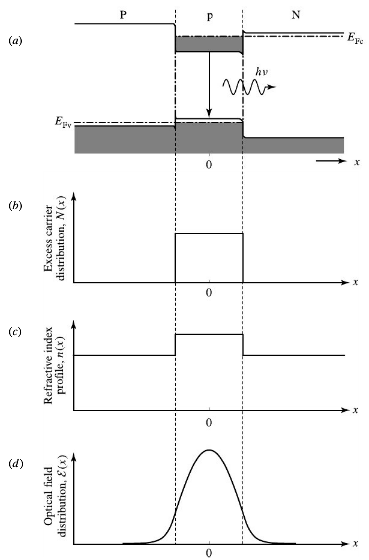 P p N
(a)
E_Fc
hν
E_Fv
0
x
(b)
Excess carrier
distribution, N(x)
0
x
(c)
Refractive index
profile, n(x)
0
x
(d)
Optical field
distribution, ℰ(x)
0
x